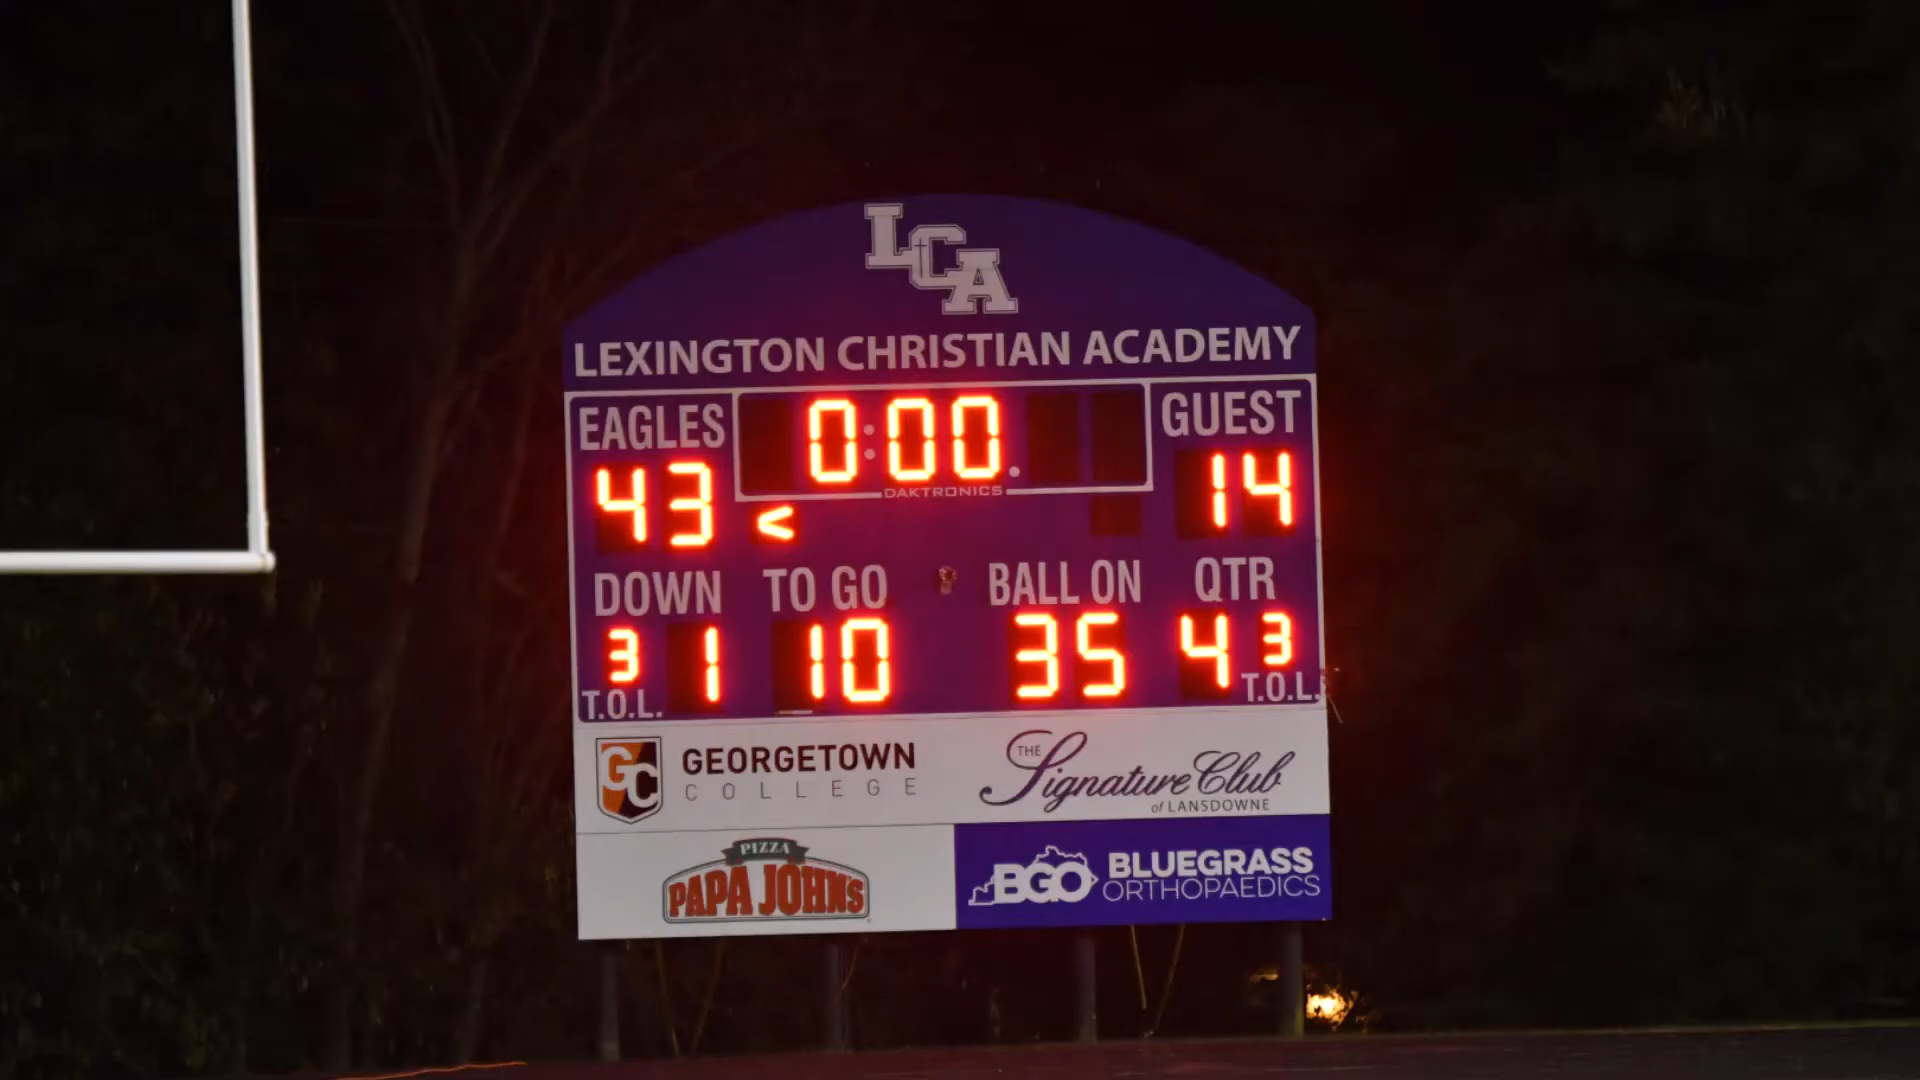 LCA
LEXINGTON CHRISTIAN ACADEMY
EAGLES 0:00. GUEST
43 DAKTRONICS 14
<
DOWN TO GO BALL ON QTR
3 1 10 35 4 3
T.O.L. T.O.L.
GC GEORGETOWN
COLLEGE
THE Signature Club
of LANSDOWNE
PIZZA
PAPA JOHN'S
BGO BLUEGRASS
ORTHOPAEDICS